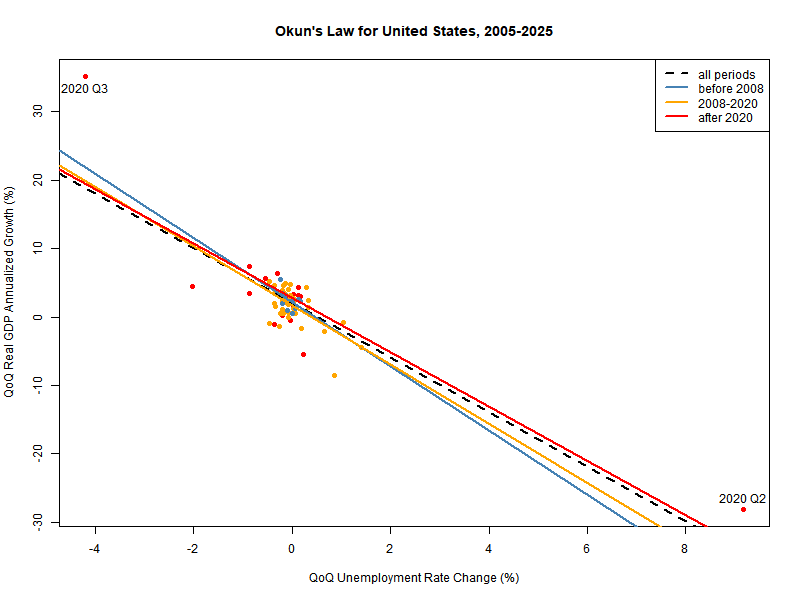 Okun's Law for United States, 2005-2025
all periods
before 2008
2008-2020
after 2020
2020 Q3
2020 Q2
QoQ Real GDP Annualized Growth (%)
30
20
10
0
-10
-20
-30
-4 -2 0 2 4 6 8
QoQ Unemployment Rate Change (%)